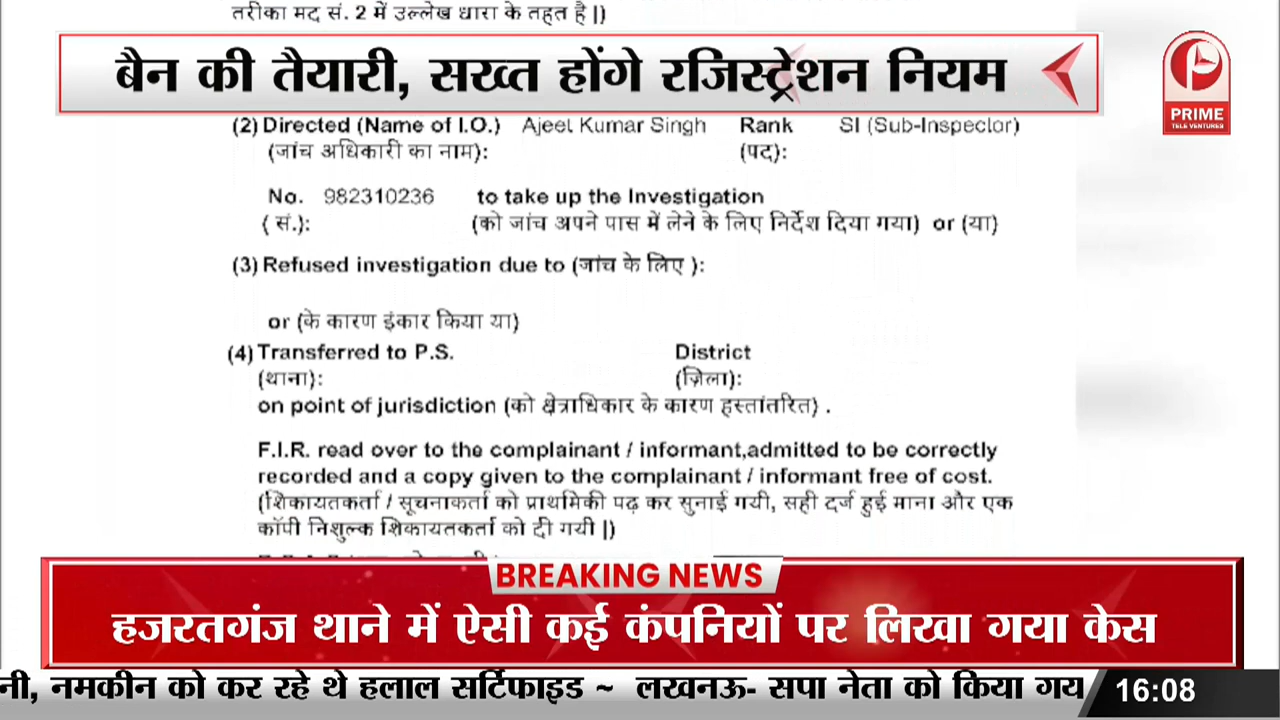 तरीका मद सं. 2 में उल्लेख धारा के तहत है |)
बैन की तैयारी, सख्त होंगे रजिस्ट्रेशन नियम
PRIME
TELE VENTURES
(2) Directed (Name of I.O.) Ajeet Kumar Singh Rank SI (Sub-Inspector)
(जांच अधिकारी का नाम): (पद):
No. 982310236 to take up the Investigation
( सं.): (को जांच अपने पास में लेने के लिए निर्देश दिया गया) or (या)
(3) Refused investigation due to (जांच के लिए ):
or (के कारण इंकार किया या)
(4) Transferred to P.S. District
(थाना): (ज़िला):
on point of jurisdiction (को क्षेत्राधिकार के कारण हस्तांतरित) .
F.I.R. read over to the complainant / informant,admitted to be correctly
recorded and a copy given to the complainant / informant free of cost.
(शिकायतकर्ता / सूचनाकर्ता को प्राथमिकी पढ़ कर सुनाई गयी, सही दर्ज हुई माना और एक
कॉपी निशुल्क शिकायतकर्ता को दी गयी |)
BREAKING NEWS
हजरतगंज थाने में ऐसी कई कंपनियों पर लिखा गया केस
नी, नमकीन को कर रहे थे हलाल सर्टिफाइड ~ लखनऊ- सपा नेता को किया गय
16:08